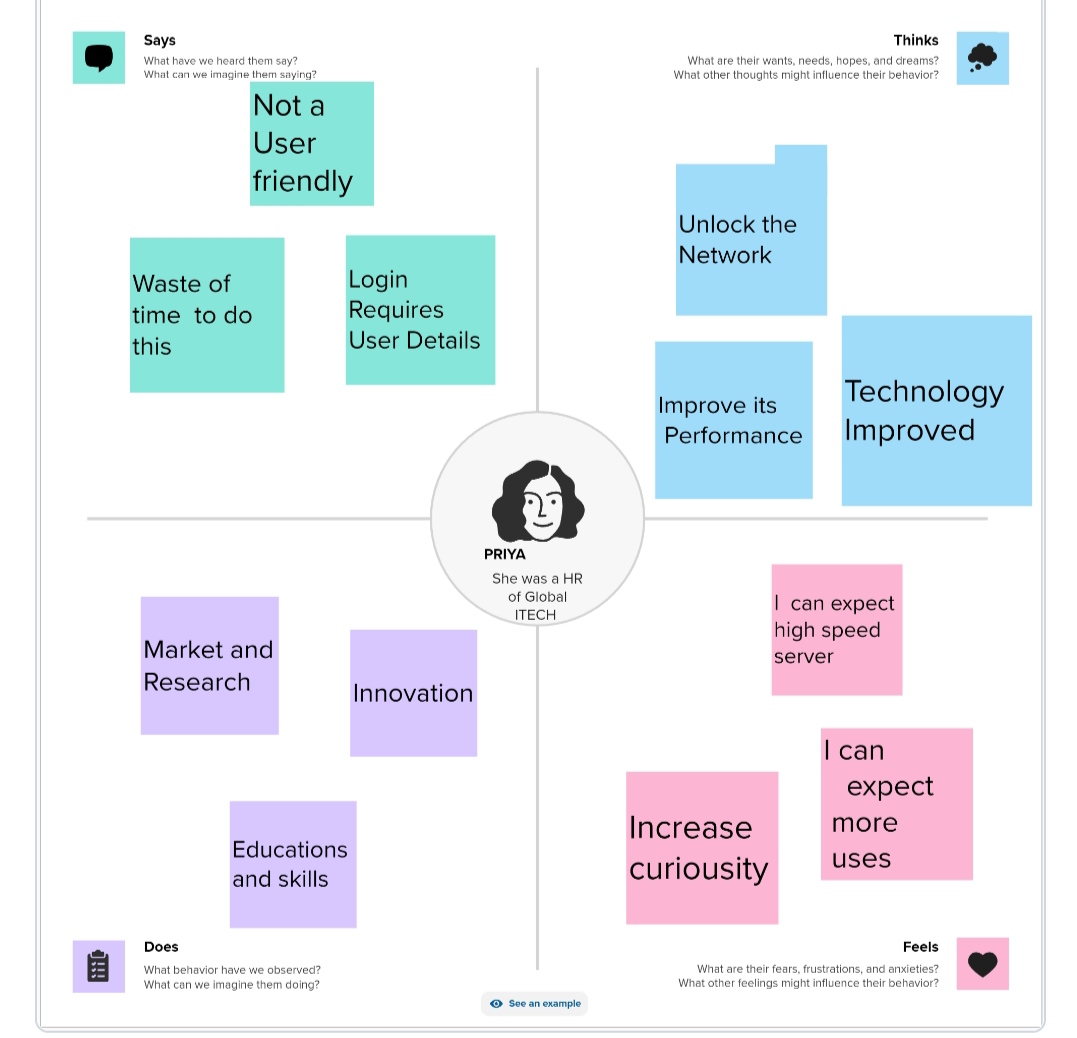 Says
What have we heard them say?
What can we imagine them saying?
Not a
User
friendly
Waste of
time to do
this
Login
Requires
User Details
Thinks
What are their wants, needs, hopes, and dreams?
What other thoughts might influence their behavior?
Unlock the
Network
Improve its
Performance
Technology
Improved
PRIYA
She was a HR
of Global
ITECH
Market and
Research
Innovation
Educations
and skills
Does
What behavior have we observed?
What can we imagine them doing?
I can expect
high speed
server
I can
expect
more
uses
Increase
curiousity
Feels
What are their fears, frustrations, and anxieties?
What other feelings might influence their behavior?
See an example